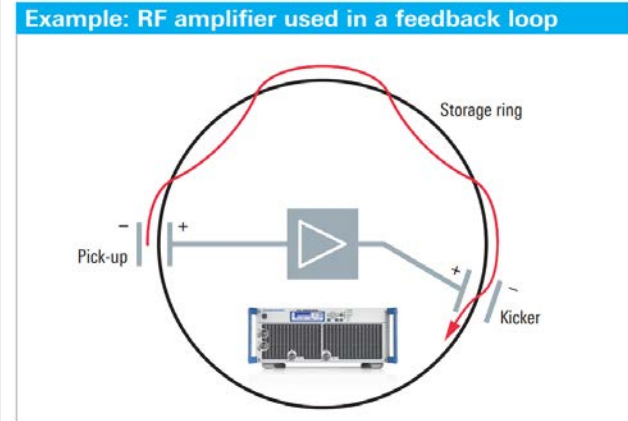 Example: RF amplifier used in a feedback loop
Storage ring
− +
Pick-up
+ −
Kicker